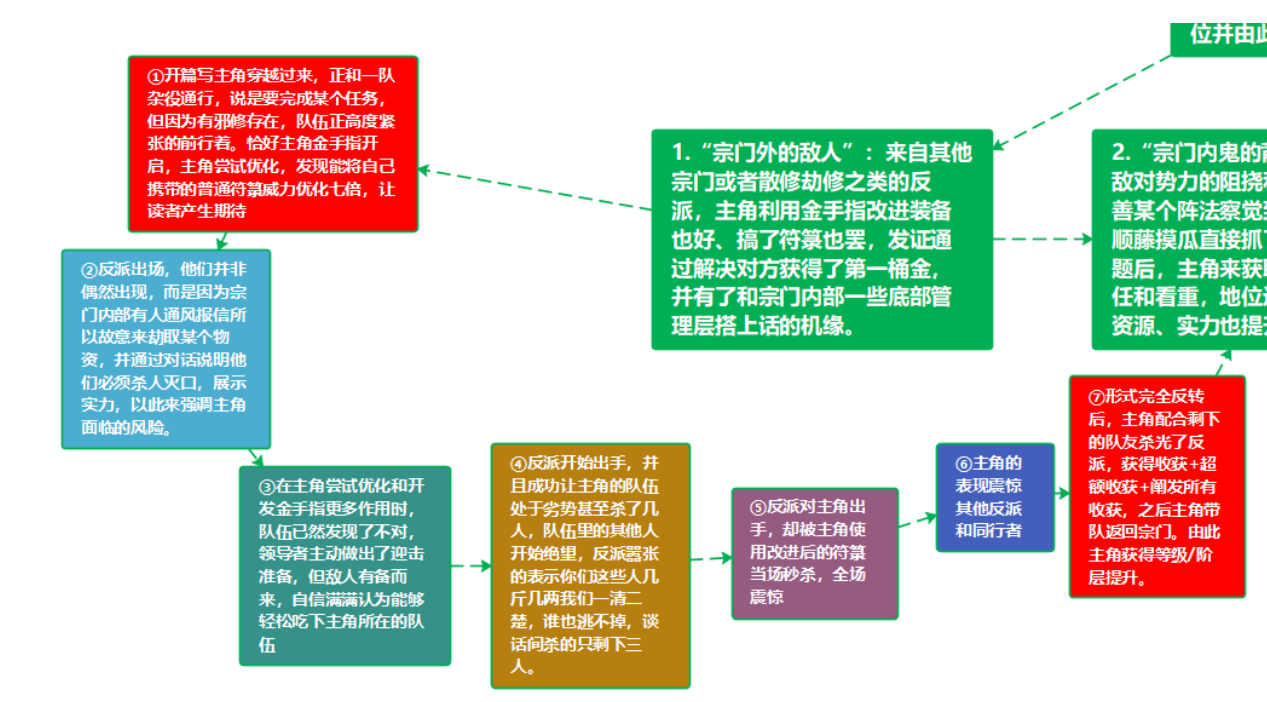 位并由此
①开篇写主角穿越过来，正和一队
杂役通行，说是要完成某个任务，
但因为有邪修存在，队伍正高度紧
张的前行着。恰好主角金手指开
启，主角尝试优化，发现能将自己
携带的普通符箓威力优化七倍，让
读者产生期待
1.“宗门外的敌人”：来自其他
宗门或者散修劫修之类的反
派，主角利用金手指改进装备
也好、搞了符箓也罢，发证通
过解决对方获得了第一桶金，
并有了和宗门内部一些底部管
理层搭上话的机缘。
2.“宗门内鬼的
敌对势力的阻挠
善某个阵法察觉
顺藤摸瓜直接抓
题后，主角来获
任和看重，地位
资源、实力也提
②反派出场，他们并非
偶然出现，而是因为宗
门内部有人通风报信所
以故意来劫取某个物
资，并通过对话说明他
们必须杀人灭口，展示
实力，以此来强调主角
面临的风险。
③在主角尝试优化和开
发金手指更多作用时，
队伍已然发现了不对，
领导者主动做出了迎击
准备，但敌人有备而
来，自信满满认为能够
轻松吃下主角所在的队
伍
④反派开始出手，并
且成功让主角的队伍
处于劣势甚至杀了几
人，队伍里的其他人
开始绝望，反派嚣张
的表示你们这些人几
斤几两我们一清二
楚，谁也逃不掉，谈
话间杀的只剩下三
人。
⑤反派对主角出
手，却被主角使
用改进后的符箓
当场秒杀，全场
震惊
⑥主角的
表现震惊
其他反派
和同行者
⑦形式完全反转
后，主角配合剩下
的队友杀光了反
派，获得收获+超
额收获+阐发所有
收获，之后主角带
队返回宗门。由此
主角获得等级/阶
层提升。